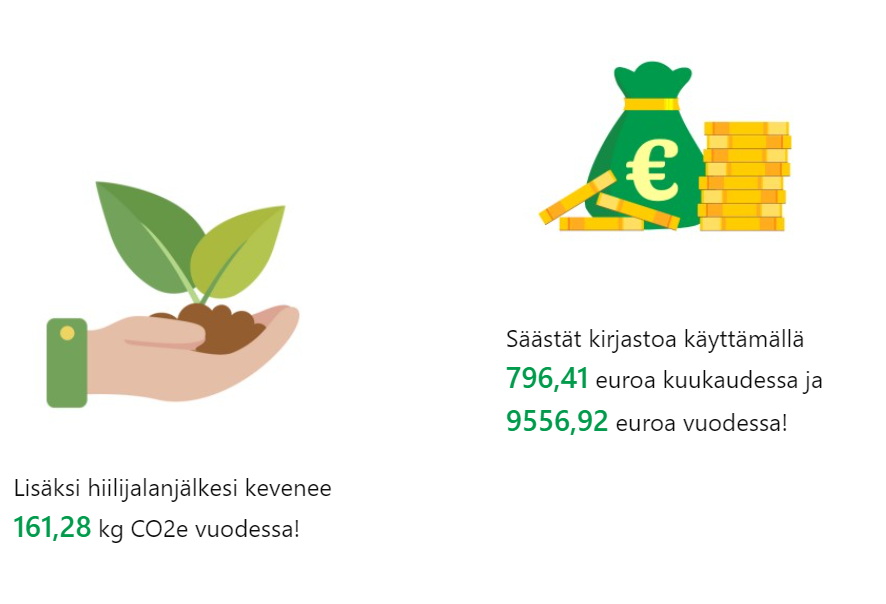 €
Säästät kirjastoa käyttämällä
796,41 euroa kuukaudessa ja
9556,92 euroa vuodessa!
Lisäksi hiilijalanjälkesi kevenee
161,28 kg CO2e vuodessa!